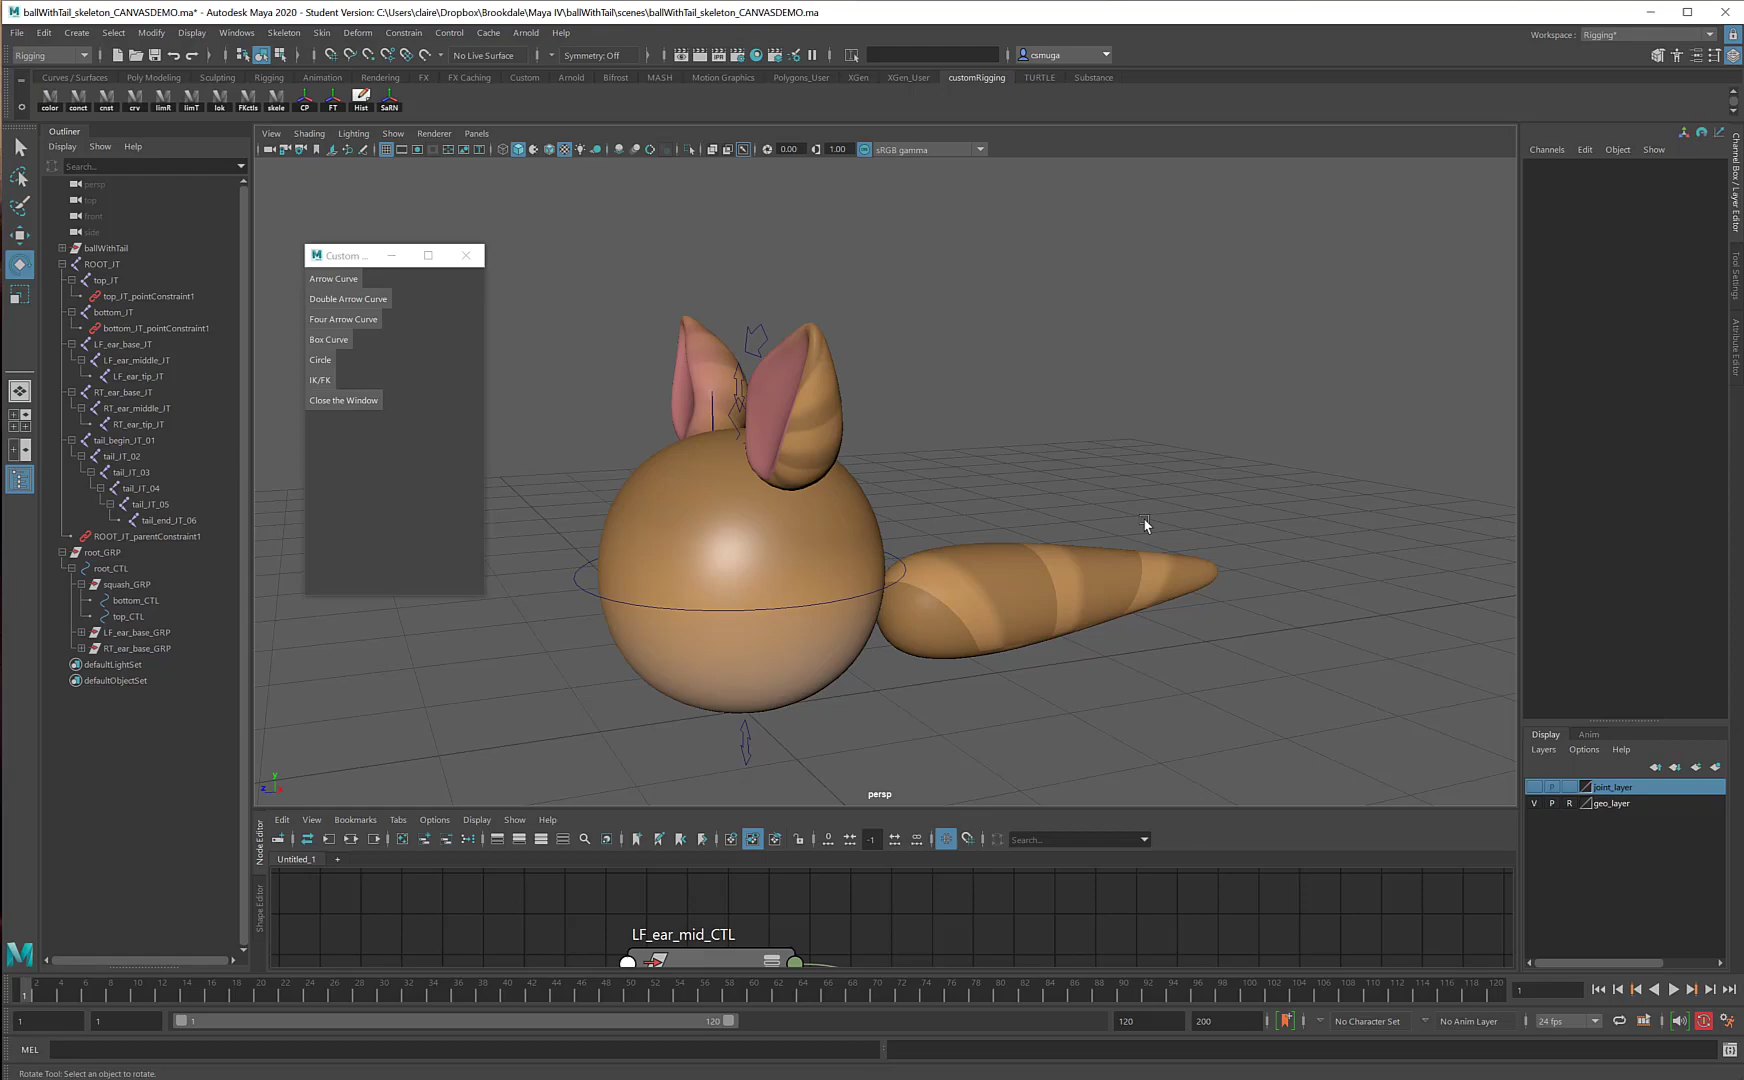 ballWithTail_skeleton_CANVASDEMO.ma* - Autodesk Maya 2020 - Student Version: C:\Users\claire\Dropbox\Brookdale\Maya IV\ballWithTail\scenes\ballWithTail_skeleton_CANVASDEMO.ma
File Edit Create Select Modify Display Windows Skeleton Skin Deform Constrain Control Cache Arnold Help
Workspace : Rigging*
Rigging No Live Surface Symmetry: Off csmuga
Curves / Surfaces Poly Modeling Sculpting Rigging Animation Rendering FX FX Caching Custom Arnold Bifrost MASH Motion Graphics Polygons_User XGen XGen_User customRigging TURTLE Substance
color conct cnst crv limR limT lok FKctls skele CP FT Hist SaRN
Outliner
Display Show Help
Search...
persp
top
front
side
ballWithTail
ROOT_JT
top_JT
top_JT_pointConstraint1
bottom_JT
bottom_JT_pointConstraint1
LF_ear_base_JT
LF_ear_middle_JT
LF_ear_tip_JT
RT_ear_base_JT
RT_ear_middle_JT
RT_ear_tip_JT
tail_begin_JT_01
tail_JT_02
tail_JT_03
tail_JT_04
tail_JT_05
tail_end_JT_06
ROOT_JT_parentConstraint1
root_GRP
root_CTL
squash_GRP
bottom_CTL
top_CTL
LF_ear_base_GRP
RT_ear_base_GRP
defaultLightSet
defaultObjectSet
View Shading Lighting Show Renderer Panels
0.00 1.00 sRGB gamma
Custom ...
Arrow Curve
Double Arrow Curve
Four Arrow Curve
Box Curve
Circle
IK/FK
Close the Window
y
z x
persp
Channels Edit Object Show
Channel Box / Layer Editor
Tool Settings
Attribute Editor
Display Anim
Layers Options Help
P joint_layer
V P R geo_layer
Node Editor
Shape Editor
Edit View Bookmarks Tabs Options Display Show Help
-1 Search...
Untitled_1 +
LF_ear_mid_CTL
2 4 6 8 10 12 14 16 18 20 22 24 26 28 30 32 34 36 38 40 42 44 46 48 50 52 54 56 58 60 62 64 66 68 70 72 74 76 78 80 82 84 86 88 90 92 94 96 98 100 102 104 106 108 110 112 114 116 118 120
1 1
1 1 1 120 120 200 No Character Set No Anim Layer 24 fps
MEL
Rotate Tool: Select an object to rotate.